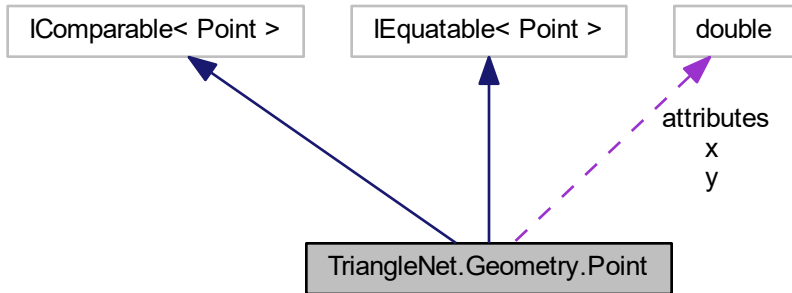 IComparable< Point >
IEquatable< Point >
double
attributes
x
y
TriangleNet.Geometry.Point